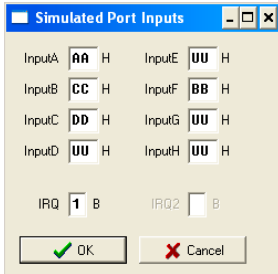 Simulated Port Inputs
InputA AA H InputE UU H
InputB CC H InputF BB H
InputC DD H InputG UU H
InputD UU H InputH UU H
IRQ 1 B IRQ2 B
OK Cancel